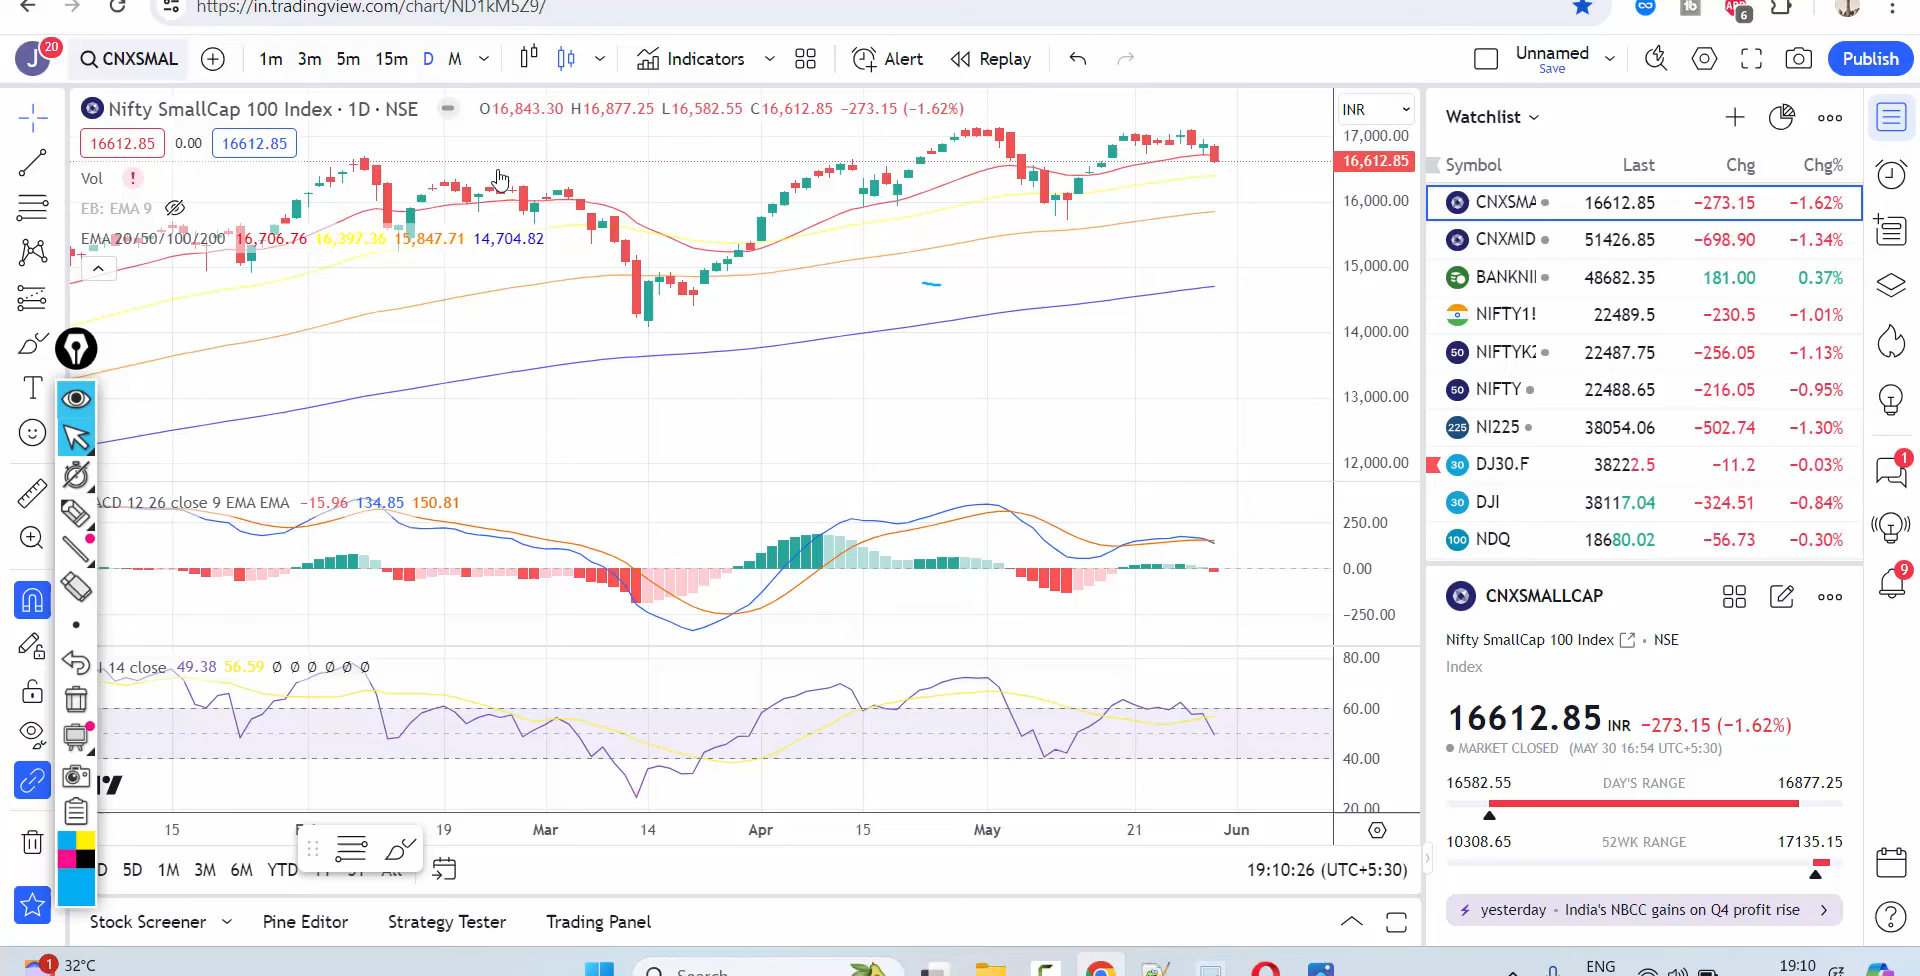 https://in.tradingview.com/chart/ND1kM5Z9/
6
J 20 CNXSMAL 1m 3m 5m 15m D M Indicators Alert Replay Unnamed Save Publish
Nifty SmallCap 100 Index · 1D · NSE O16,843.30 H16,877.25 L16,582.55 C16,612.85 −273.15 (−1.62%)
16612.85 0.00 16612.85
Vol !
EB: EMA 9
EMA 20/50/100/200 16,706.76 16,397.36 15,847.71 14,704.82
INR
17,000.00
16,612.85
16,000.00
15,000.00
14,000.00
13,000.00
12,000.00
ACD 12 26 close 9 EMA EMA −15.96 134.85 150.81
250.00
0.00
−250.00
I 14 close 49.38 56.59 Ø Ø Ø Ø Ø Ø
80.00
60.00
40.00
20.00
15 19 Mar 14 Apr 15 May 21 Jun
D 5D 1M 3M 6M YTD All
19:10:26 (UTC+5:30)
Stock Screener Pine Editor Strategy Tester Trading Panel
Watchlist
Symbol Last Chg Chg%
CNXSMA 16612.85 −273.15 −1.62%
CNXMID 51426.85 −698.90 −1.34%
BANKNI 48682.35 181.00 0.37%
NIFTY1! 22489.5 −230.5 −1.01%
50 NIFTYK2 22487.75 −256.05 −1.13%
50 NIFTY 22488.65 −216.05 −0.95%
225 NI225 38054.06 −502.74 −1.30%
30 DJ30.F 38222.5 −11.2 −0.03%
30 DJI 38117.04 −324.51 −0.84%
100 NDQ 18680.02 −56.73 −0.30%
CNXSMALLCAP
Nifty SmallCap 100 Index · NSE
Index
16612.85 INR −273.15 (−1.62%)
MARKET CLOSED (MAY 30 16:54 UTC+5:30)
16582.55 DAY'S RANGE 16877.25
10308.65 52WK RANGE 17135.15
yesterday · India's NBCC gains on Q4 profit rise
1
9
1 32°C
Search
ENG
19:10